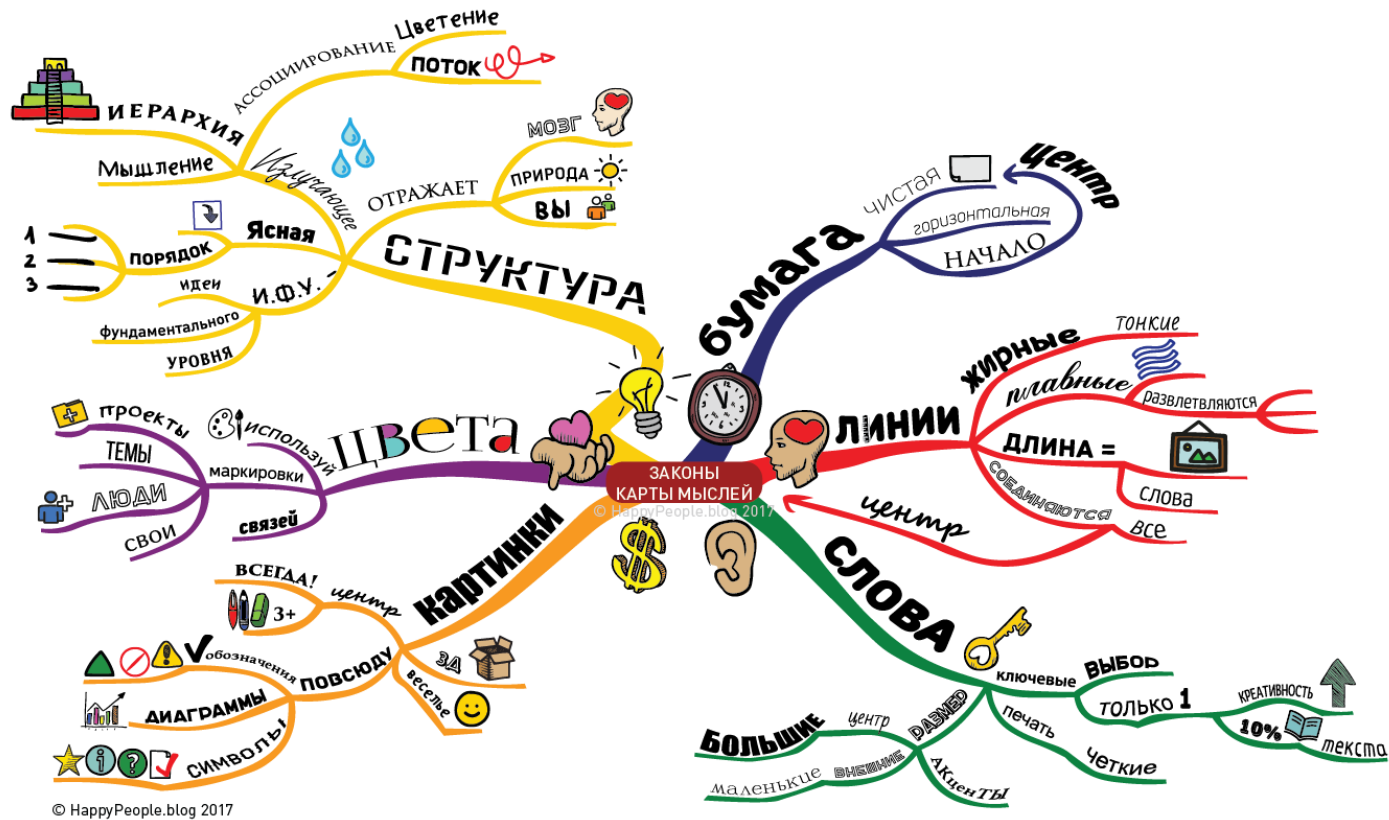 ЗАКОНЫ
КАРТЫ МЫСЛЕЙ
© HappyPeople.blog 2017
БУМАГА
ЧИСТАЯ
горизонтальная
НАЧАЛО
ЦЕНТР
ЛИНИИ
ЖИРНЫЕ
ТОНКИЕ
плавные
РАЗВЛЕТВЛЯЮТСЯ
ДЛИНА =
СЛОВА
СОЕДИНЯЮТСЯ
ВСЕ
центр
СЛОВА
КЛЮЧЕВЫЕ
ВЫБОР
ТОЛЬКО 1
КРЕАТИВНОСТЬ
10%
текста
печать
четкие
РАЗМЕР
центр
БОЛЬШИЕ
ВНЕШНИЕ
маленькие
АКценТЫ
КАРТИНКИ
центр
ВСЕГДА!
3+
3Д
веселье
ПОВСЮДУ
обозначения
ДИАГРАММЫ
СИМВОЛЫ
ЦВЕТА
используй
маркировки
ПРОЕКТЫ
ТЕМЫ
ЛЮДИ
СВОИ
связей
СТРУКТУРА
Излучающее
АССОЦИИРОВАНИЕ
Цветение
ПОТОК
ИЕРАРХИЯ
Мышление
ОТРАЖАЕТ
МОЗГ
ПРИРОДА
ВЫ
Ясная
ПОРЯДОК
1
2
3
И.Ф.У.
идеи
фундаментального
УРОВНЯ
© HappyPeople.blog 2017